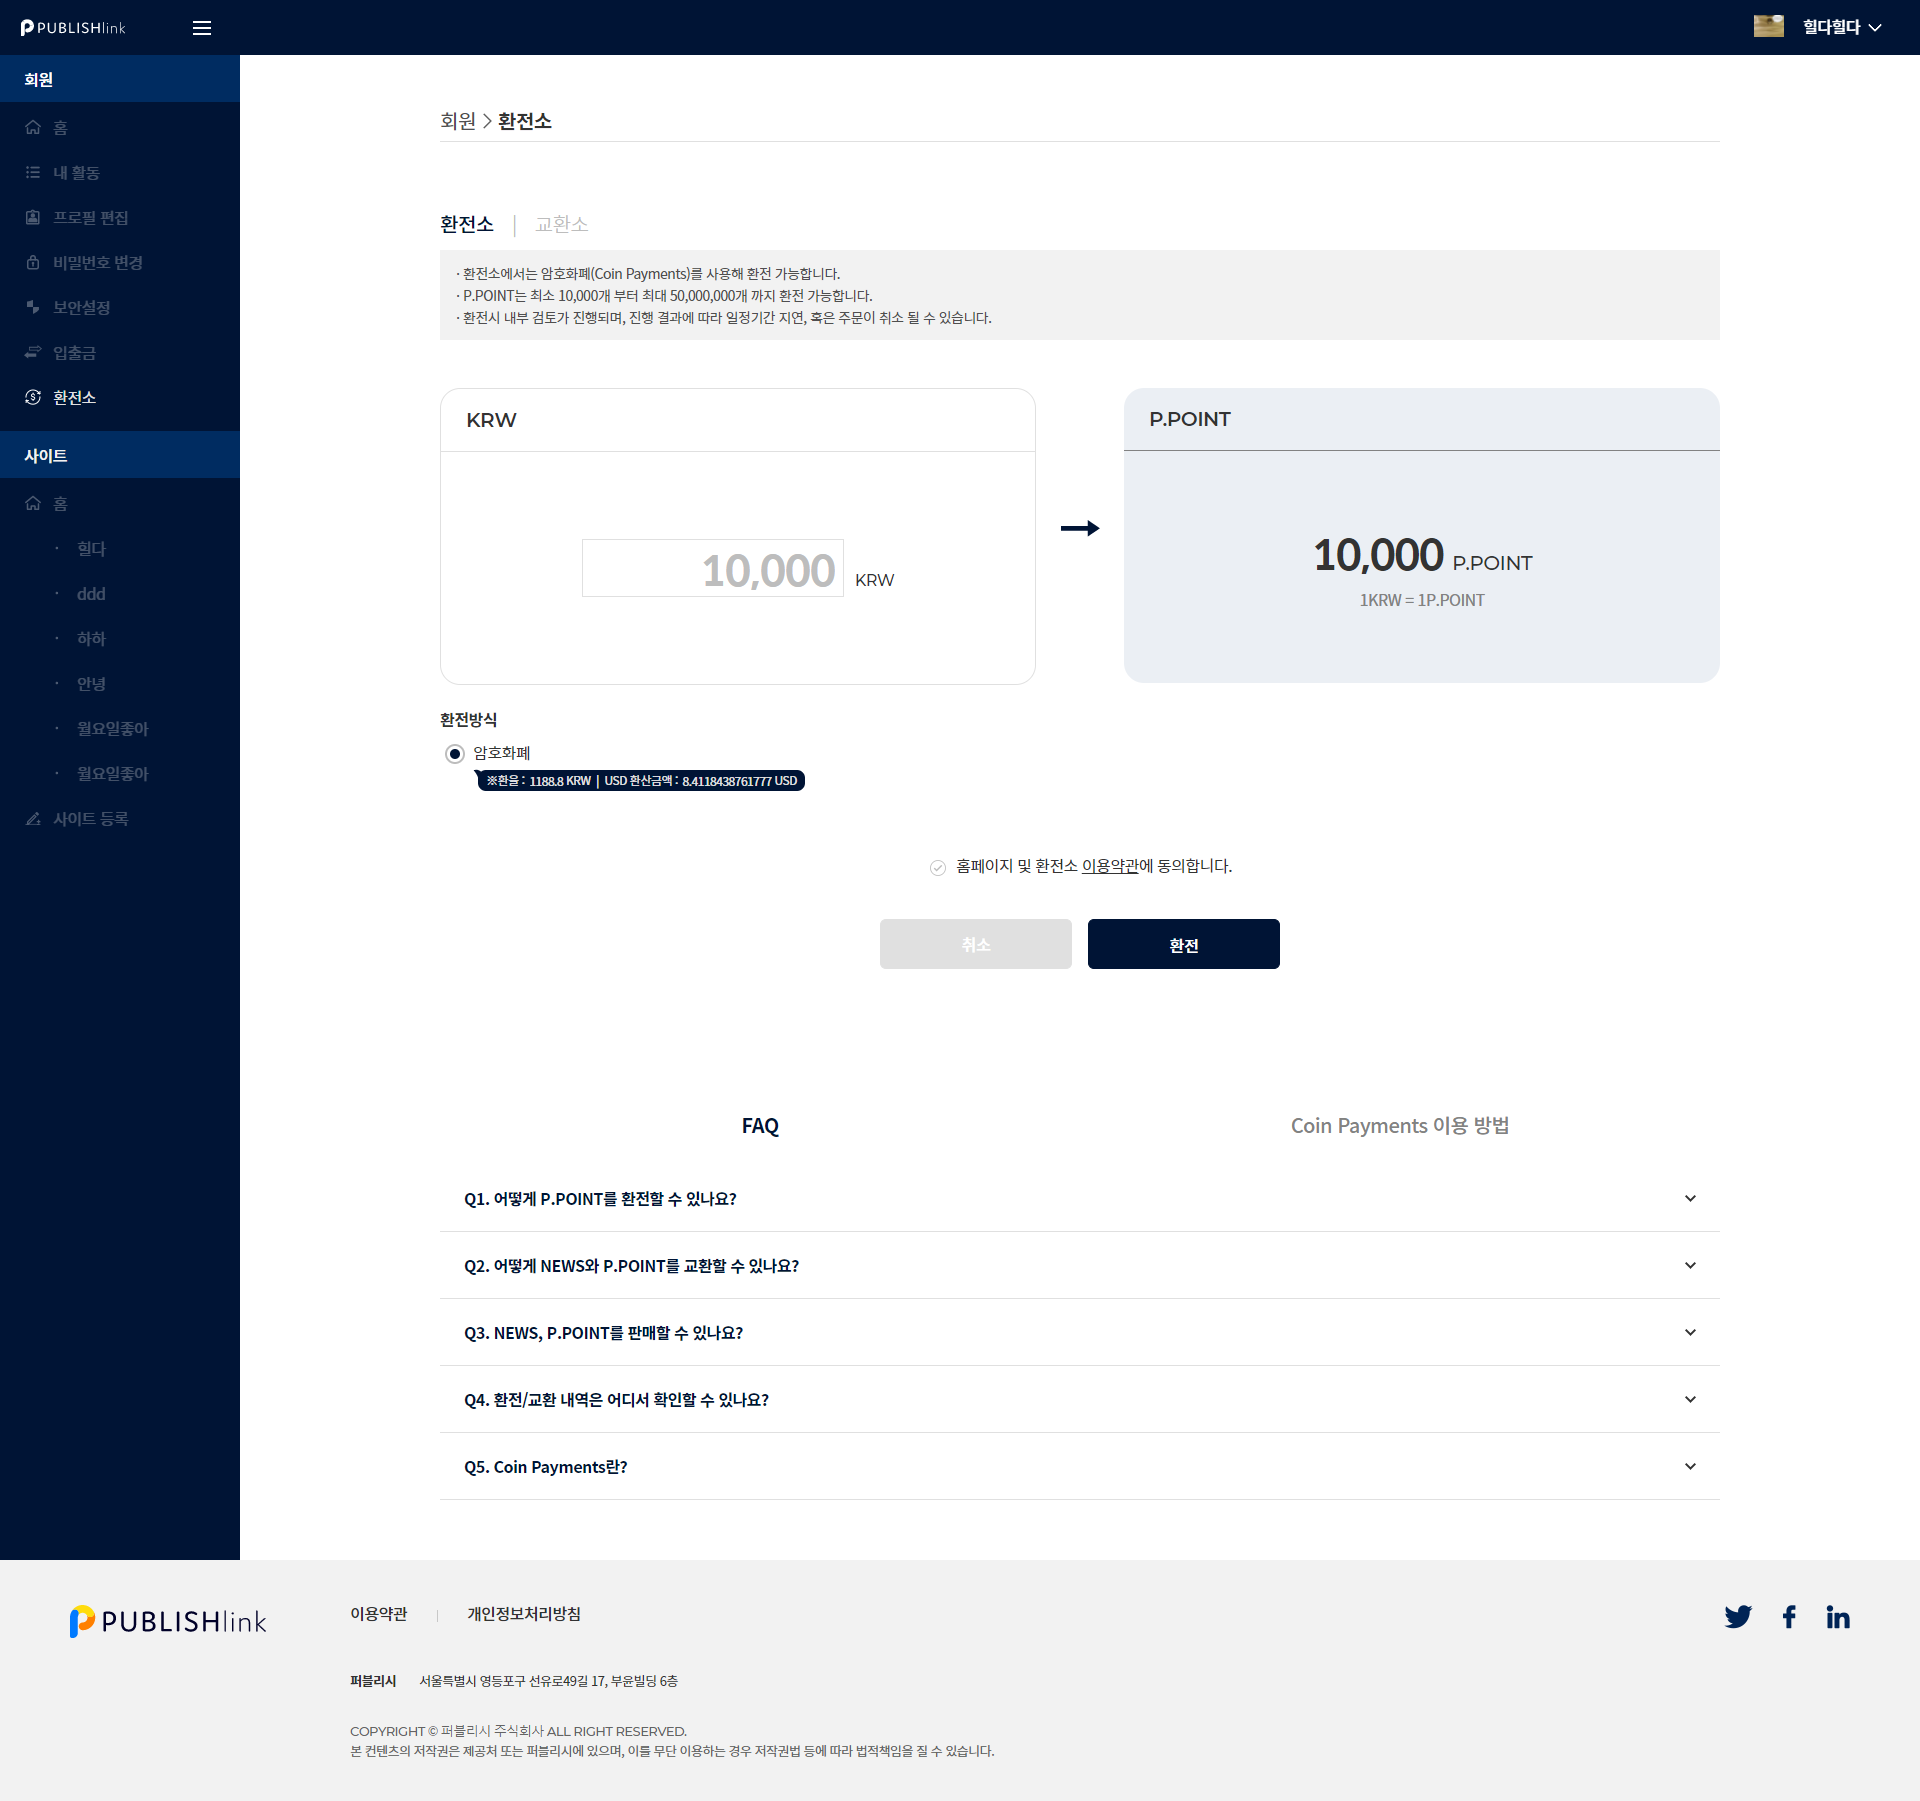 PUBLISHlink
힐다힐다
회원
홈
내 활동
프로필 편집
비밀번호 변경
보안설정
입출금
환전소
사이트
홈
· 힐다
· ddd
· 하하
· 안녕
· 월요일좋아
· 월요일좋아
사이트 등록
회원 > 환전소
환전소 | 교환소
· 환전소에서는 암호화폐(Coin Payments)를 사용해 환전 가능합니다.
· P.POINT는 최소 10,000개 부터 최대 50,000,000개 까지 환전 가능합니다.
· 환전시 내부 검토가 진행되며, 진행 결과에 따라 일정기간 지연, 혹은 주문이 취소 될 수 있습니다.
KRW
10,000 KRW
P.POINT
10,000 P.POINT
1KRW = 1P.POINT
환전방식
암호화폐
※환율 : 1188.8 KRW | USD 환산금액 : 8.4118438761777 USD
홈페이지 및 환전소 이용약관에 동의합니다.
취소
환전
FAQ
Coin Payments 이용 방법
Q1. 어떻게 P.POINT를 환전할 수 있나요?
Q2. 어떻게 NEWS와 P.POINT를 교환할 수 있나요?
Q3. NEWS, P.POINT를 판매할 수 있나요?
Q4. 환전/교환 내역은 어디서 확인할 수 있나요?
Q5. Coin Payments란?
PUBLISHlink
이용약관 | 개인정보처리방침
퍼블리시 서울특별시 영등포구 선유로49길 17, 부윤빌딩 6층
COPYRIGHT © 퍼블리시 주식회사 ALL RIGHT RESERVED.
본 컨텐츠의 저작권은 제공처 또는 퍼블리시에 있으며, 이를 무단 이용하는 경우 저작권법 등에 따라 법적책임을 질 수 있습니다.